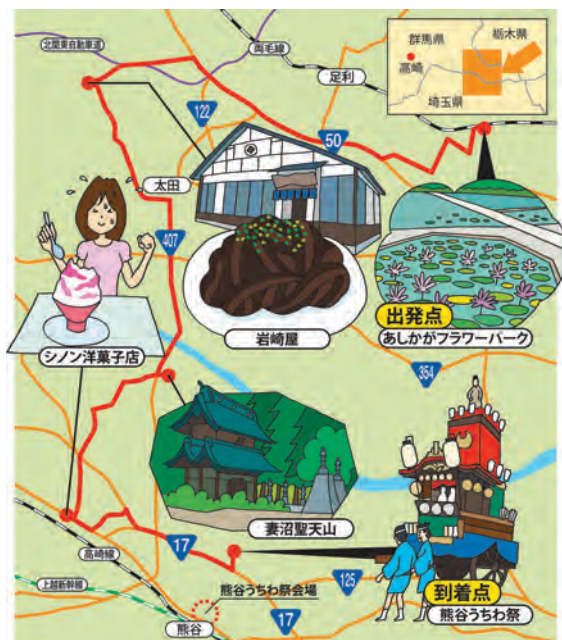 北関東自動車道
両毛線
足利
群馬県
栃木県
高崎
埼玉県
122
50
太田
407
岩崎屋
出発点
あしかがフラワーパーク
シノン洋菓子店
354
妻沼聖天山
17
高崎線
上越新幹線
熊谷うちわ祭会場
熊谷
17
125
到着点
熊谷うちわ祭